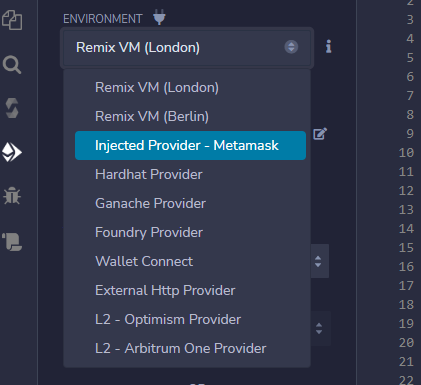 ENVIRONMENT
Remix VM (London)
Remix VM (London)
Remix VM (Berlin)
Injected Provider - Metamask
Hardhat Provider
Ganache Provider
Foundry Provider
Wallet Connect
External Http Provider
L2 - Optimism Provider
L2 - Arbitrum One Provider
2
3
4
5
6
7
8
9
10
11
12
13
14
15
16
17
18
19
20
21
22